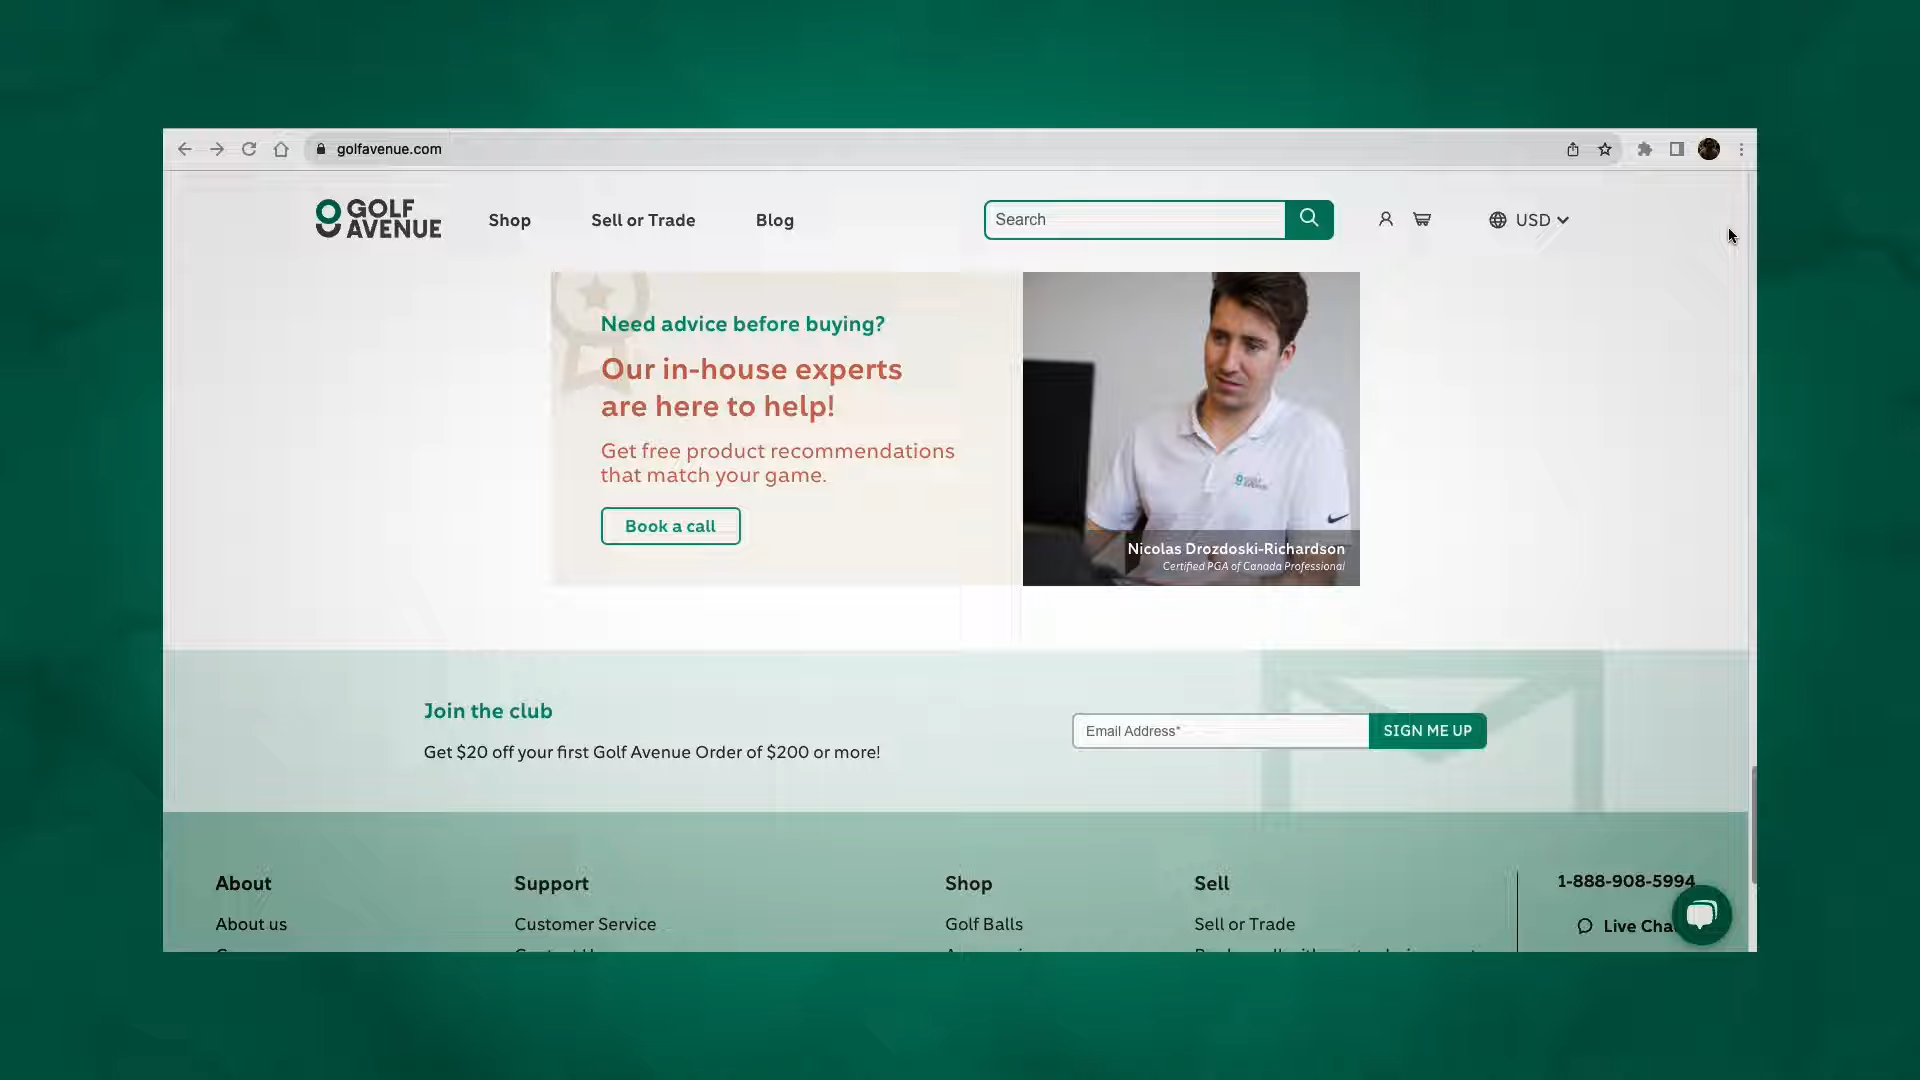 golfavenue.com
GOLF
AVENUE
Shop
Sell or Trade
Blog
Search
USD
Need advice before buying?
Our in-house experts
are here to help!
Get free product recommendations
that match your game.
Book a call
GOLF
AVENUE
Nicolas Drozdoski-Richardson
Certified PGA of Canada Professional
Join the club
Get $20 off your first Golf Avenue Order of $200 or more!
Email Address*
SIGN ME UP
About
Support
Shop
Sell
1-888-908-5994
About us
Customer Service
Golf Balls
Sell or Trade
Live Cha